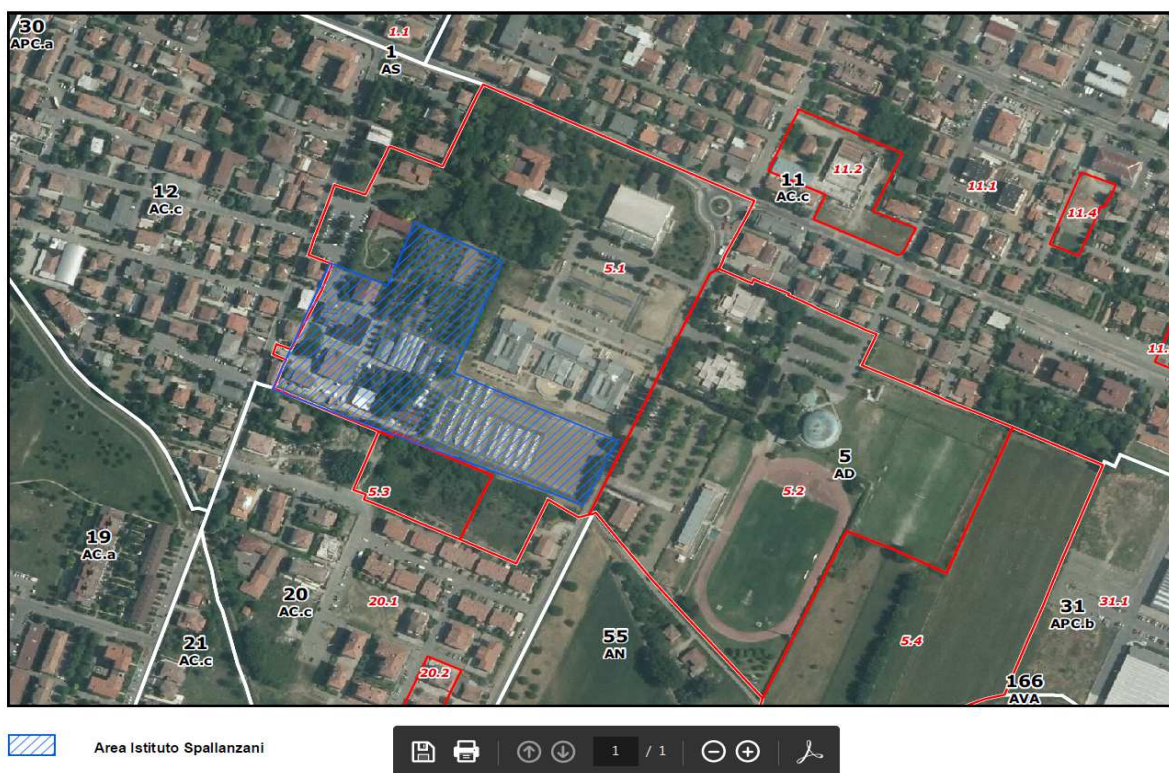 30
APC.a
1.1
1
AS
12
AC.c
11
AC.c
11.2
11.1
11.4
5.1
11.
5
AD
5.2
5.3
19
AC.a
20
AC.c
20.1
21
AC.c
20.2
55
AN
31
APC.b
31.1
5.4
166
AVA
Area Istituto Spallanzani
1 / 1